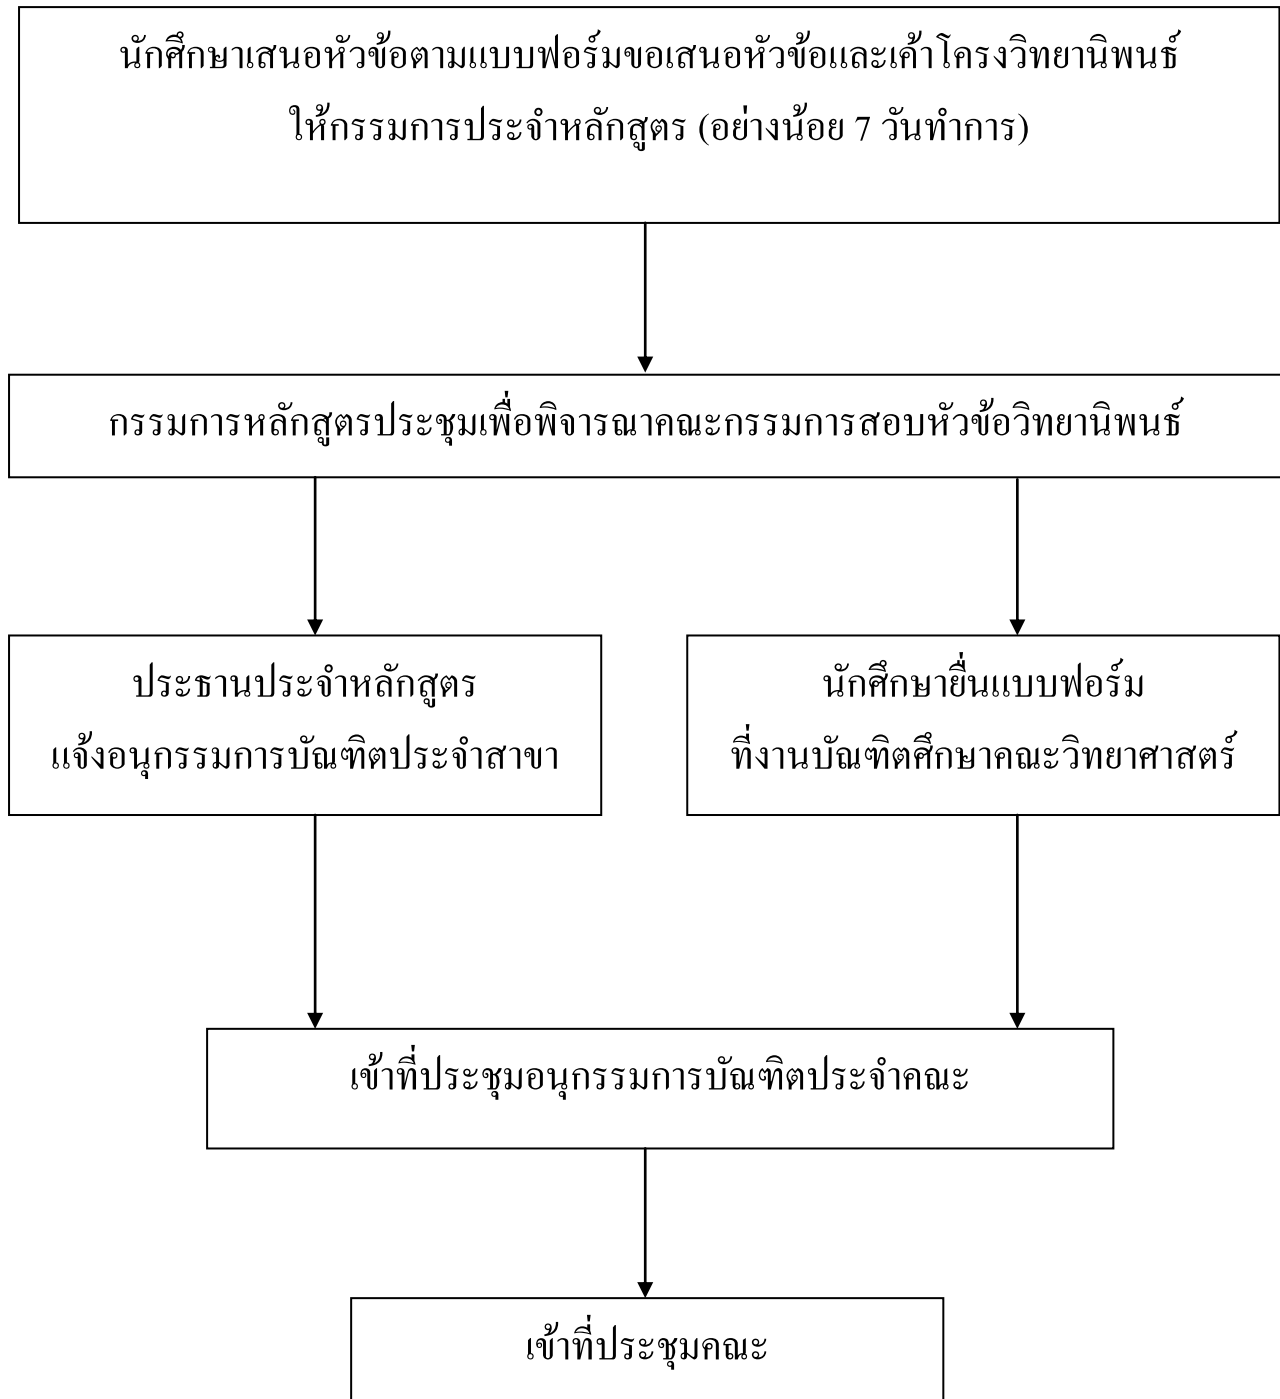 นักศึกษาเสนอหัวข้อตามแบบฟอร์มขอเสนอหัวข้อและเค้าโครงวิทยานิพนธ์
ให้กรรมการประจำหลักสูตร (อย่างน้อย 7 วันทำการ)
กรรมการหลักสูตรประชุมเพื่อพิจารณาคณะกรรมการสอบหัวข้อวิทยานิพนธ์
ประธานประจำหลักสูตร
แจ้งอนุกรรมการบัณฑิตประจำสาขา
นักศึกษายื่นแบบฟอร์ม
ที่งานบัณฑิตศึกษาคณะวิทยาศาสตร์
เข้าที่ประชุมอนุกรรมการบัณฑิตประจำคณะ
เข้าที่ประชุมคณะ